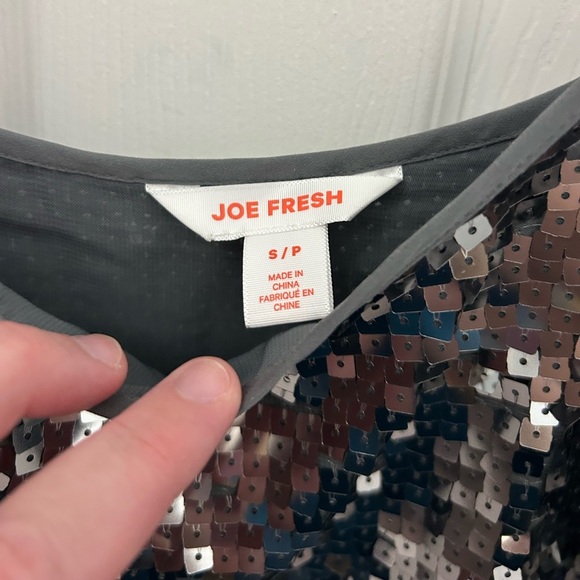 JOE FRESH
S / P
MADE IN
CHINA
FABRIQUÉ EN
CHINE